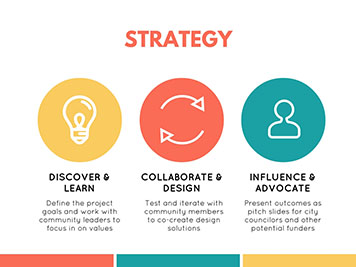 STRATEGY
DISCOVER &
LEARN
Define the project
goals and work with
community leaders to
focus in on values
COLLABORATE &
DESIGN
Test and iterate with
community members
to co-create design
solutions
INFLUENCE &
ADVOCATE
Present outcomes as
pitch slides for city
councilors and other
potential funders